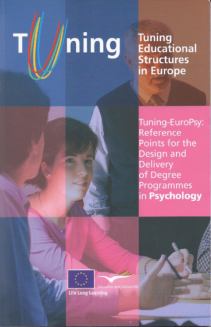 Tuning
Tuning
Educational
Structures
in Europe
Tuning-EuroPsy:
Reference
Points for the
Design and
Delivery
of Degree
Programmes
in Psychology
Life Long Learning